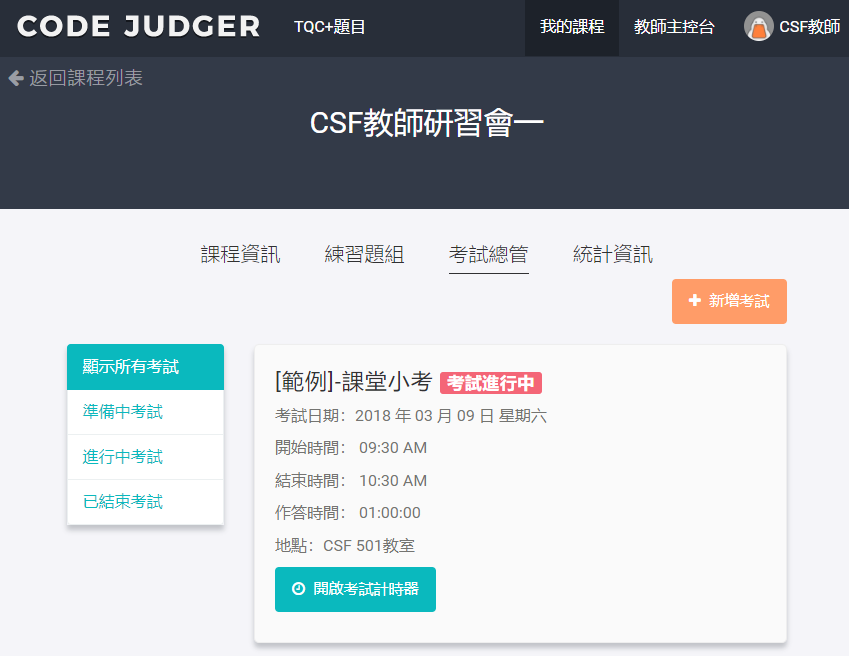 CODE JUDGER TQC+題目 我的課程 教師主控台 CSF教師
返回課程列表
CSF教師研習會一
課程資訊 練習題組 考試總管 統計資訊
新增考試
顯示所有考試
準備中考試
進行中考試
已結束考試
[範例]-課堂小考 考試進行中
考試日期：2018 年 03 月 09 日 星期六
開始時間： 09:30 AM
結束時間： 10:30 AM
作答時間： 01:00:00
地點：CSF 501教室
開啟考試計時器